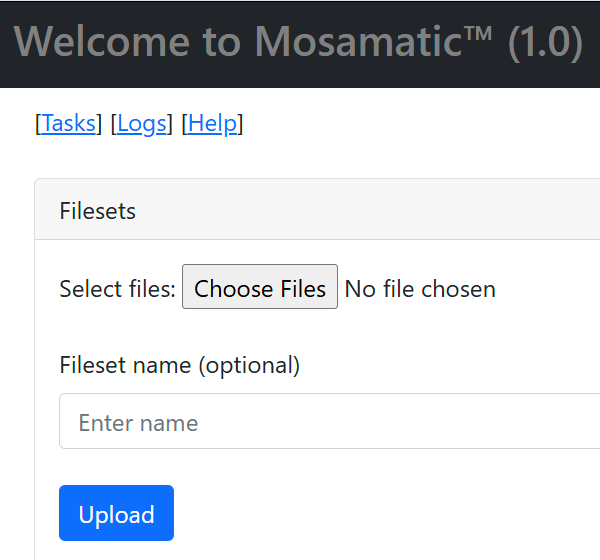 Welcome to Mosamatic™ (1.0)
[Tasks] [Logs] [Help]
Filesets
Select files: Choose Files No file chosen
Fileset name (optional)
Enter name
Upload